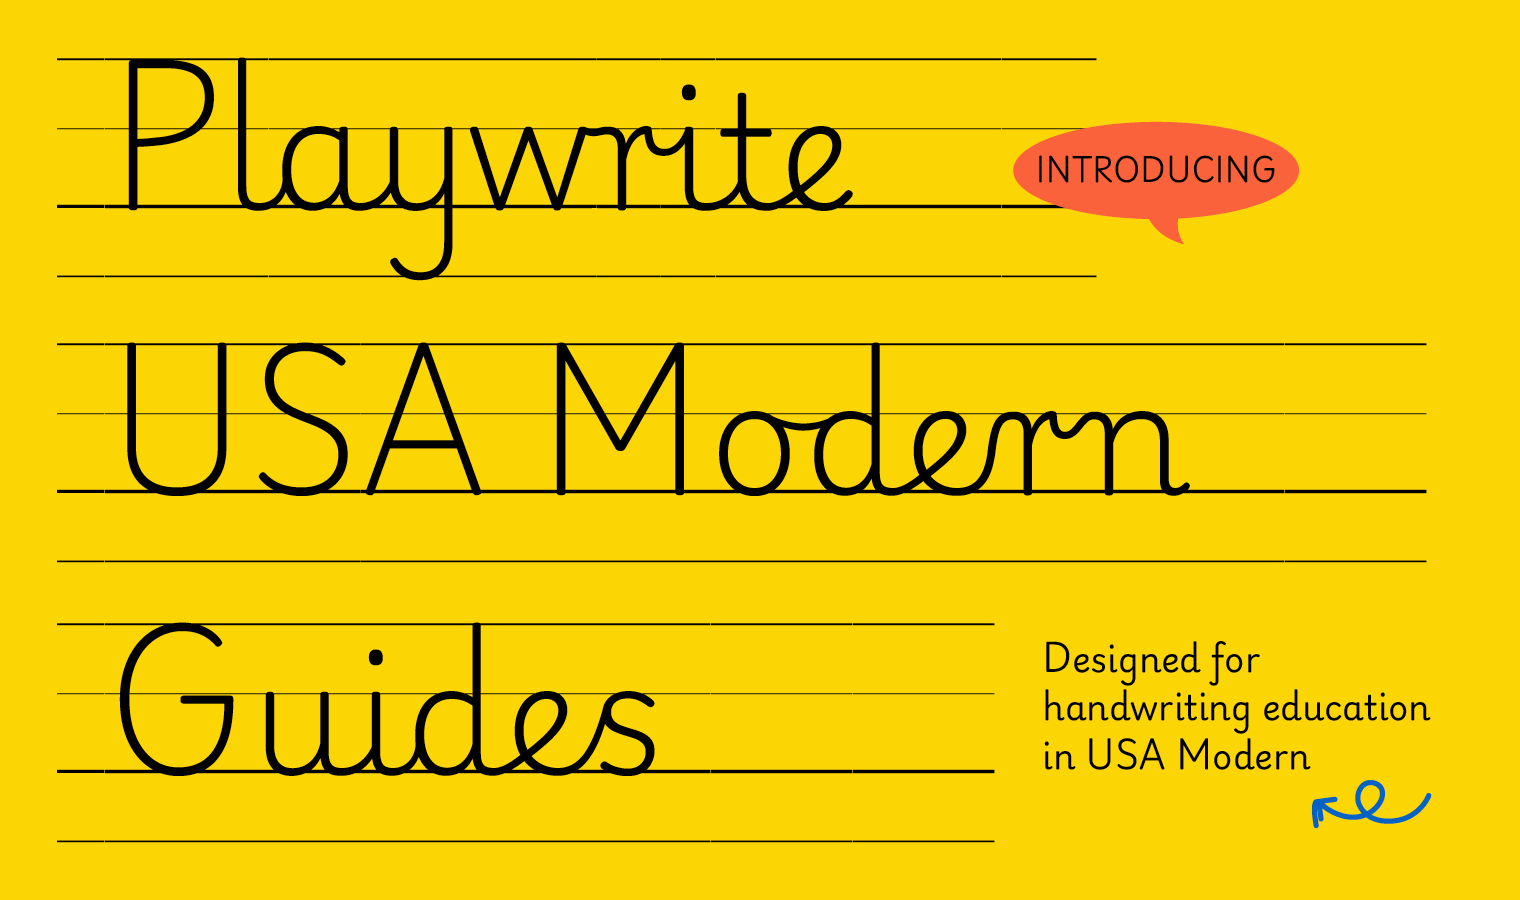 Playwrite
INTRODUCING
USA Modern
Guides
Designed for
handwriting education
in USA Modern